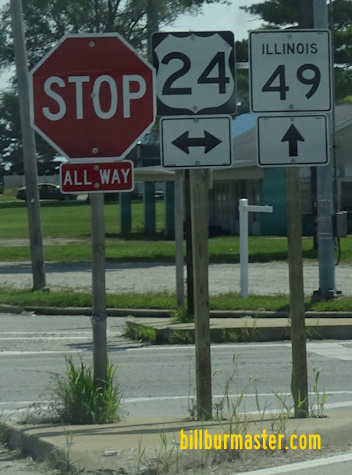 STOP
ALL WAY
24
ILLINOIS
49
billburmaster.com